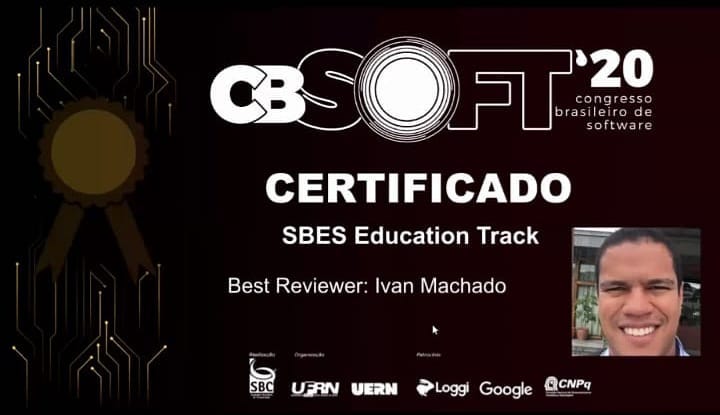 CBSOFT'20
congresso
brasileiro de
software
CERTIFICADO
SBES Education Track
Best Reviewer: Ivan Machado
Realização
Organização
Patrocínio
SBC
UFRN
UERN
Loggi
Google
CNPq